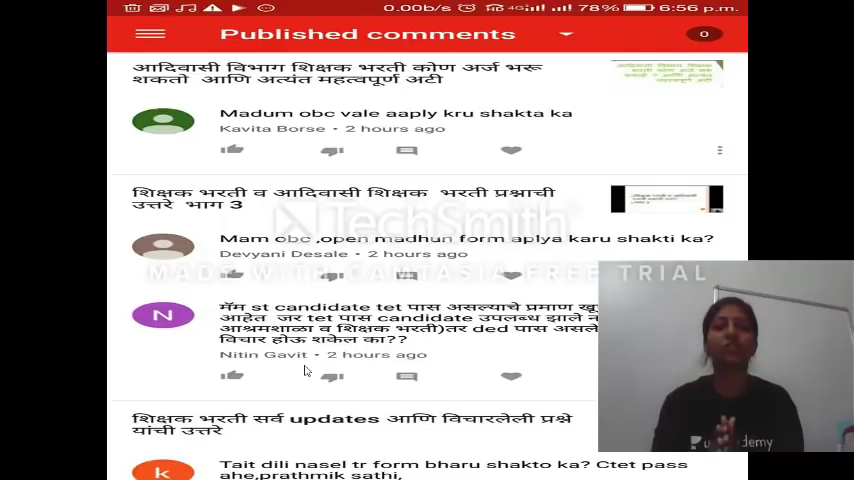 0.00b/s 4G 78% 6:56 p.m.
Published comments
0
आदिवासी विभाग शिक्षक भरती कोण अर्ज भरू
शकतो आणि अत्यंत महत्वपूर्ण अटी
Madum obc vale aaply kru shakta ka
Kavita Borse • 2 hours ago
शिक्षक भरती व आदिवासी शिक्षक भरती प्रश्नाची
उत्तरे भाग 3
TechSmith
Mam obc ,open madhun form aplya karu shakti ka?
Devyani Desale • 2 hours ago
MADE WITH CAMTASIA FREE TRIAL
N
मॅम st candidate tet पास असल्याचे प्रमाण खू
आहेत जर tet पास candidate उपलब्ध झाले न
आश्रमशाळा व शिक्षक भरती)तर ded पास असले
विचार होऊ शकेल का??
Nitin Gavit • 2 hours ago
शिक्षक भरती सर्व updates आणि विचारलेली प्रश्ने
यांची उत्तरे
k
Tait dili nasel tr form bharu shakto ka? Ctet pass
ahe,prathmik sathi,